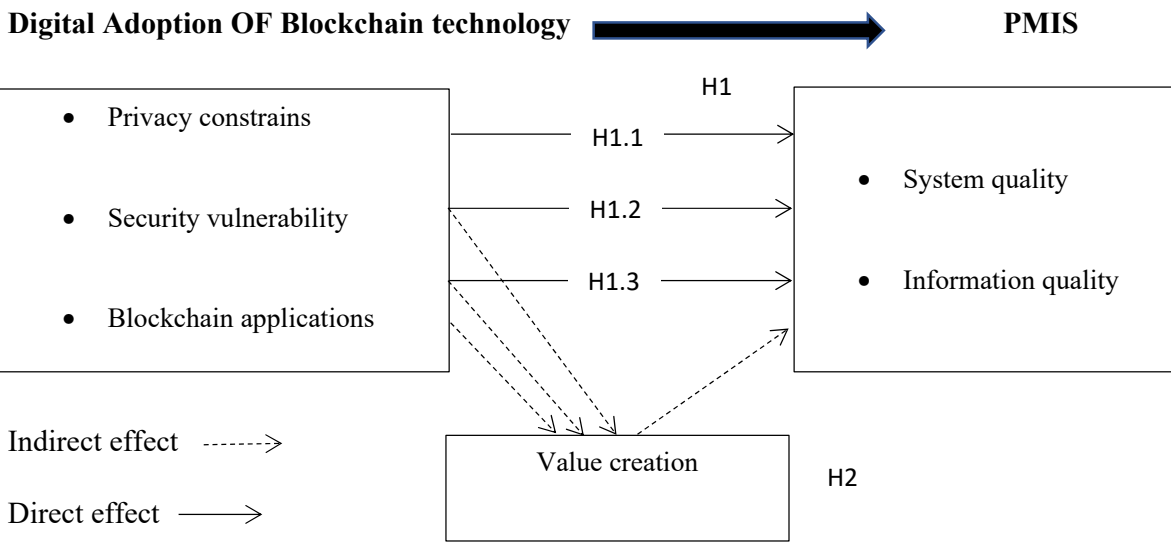 Digital Adoption OF Blockchain technology
PMIS
H1
• Privacy constrains
H1.1
• System quality
• Security vulnerability
H1.2
H1.3
• Information quality
• Blockchain applications
Indirect effect
Value creation
H2
Direct effect